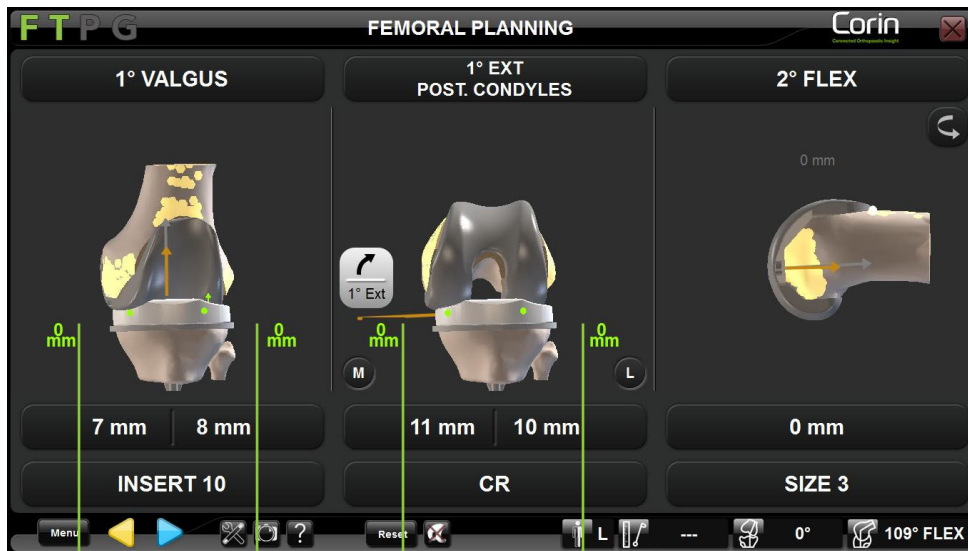 FTPG
FEMORAL PLANNING
Corin
Connected Orthopaedic Insight
1° VALGUS
1° EXT
POST. CONDYLES
2° FLEX
0 mm
1° Ext
0
mm
0
mm
0
mm
0
mm
M
L
7 mm
8 mm
11 mm
10 mm
0 mm
INSERT 10
CR
SIZE 3
Menu
?
Reset
L
---
0°
109° FLEX